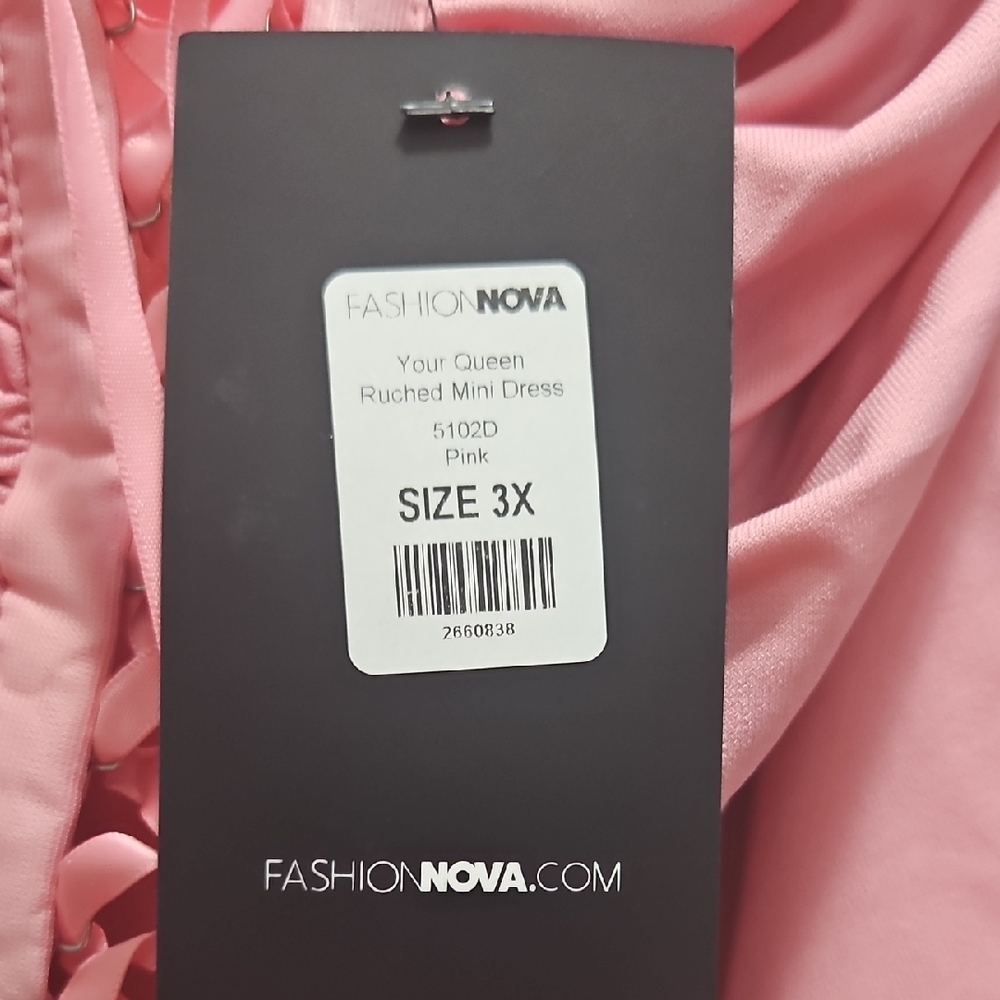 FASHIONNOVA
Your Queen
Ruched Mini Dress
5102D
Pink
SIZE 3X
2660838
FASHIONNOVA.COM